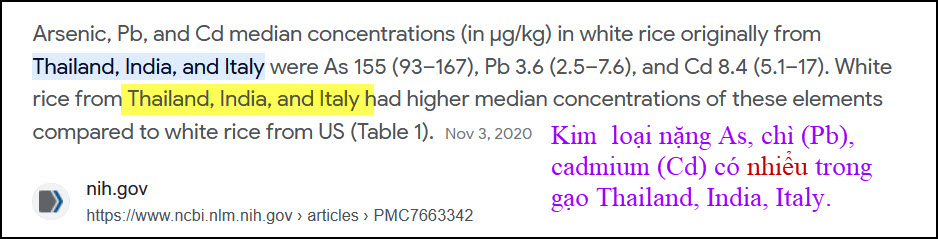 Arsenic, Pb, and Cd median concentrations (in µg/kg) in white rice originally from
Thailand, India, and Italy were As 155 (93–167), Pb 3.6 (2.5–7.6), and Cd 8.4 (5.1–17). White
rice from Thailand, India, and Italy had higher median concentrations of these elements
compared to white rice from US (Table 1). Nov 3, 2020
Kim loại nặng As, chì (Pb),
cadmium (Cd) có nhiểu trong
gạo Thailand, India, Italy.
nih.gov
https://www.ncbi.nlm.nih.gov › articles › PMC7663342